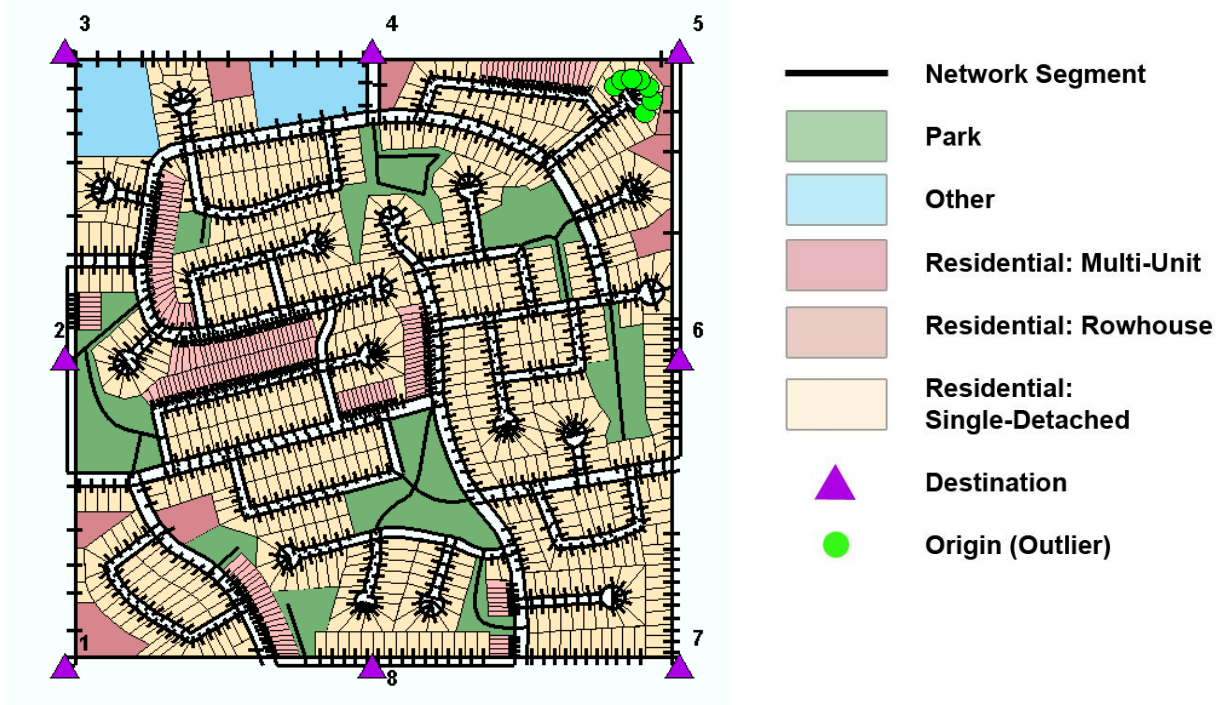 3
4
5
2
6
1
7
8
Network Segment
Park
Other
Residential: Multi-Unit
Residential: Rowhouse
Residential:
Single-Detached
Destination
Origin (Outlier)